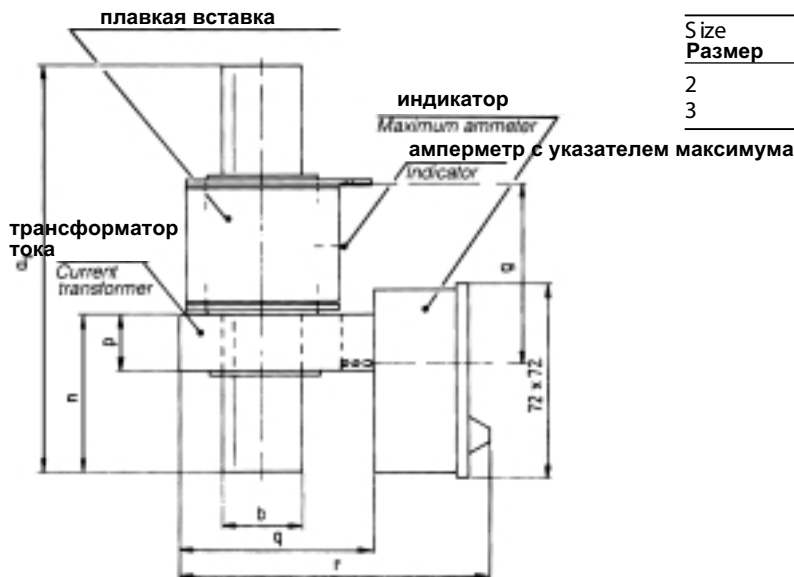 плавкая вставка
Size
Размер
2
3
индикатор
Maximum ammeter
амперметр с указателем максимума
Indicator
трансформатор
тока
Current
transformer
d
g
p
n
72 x 72
b
q
r